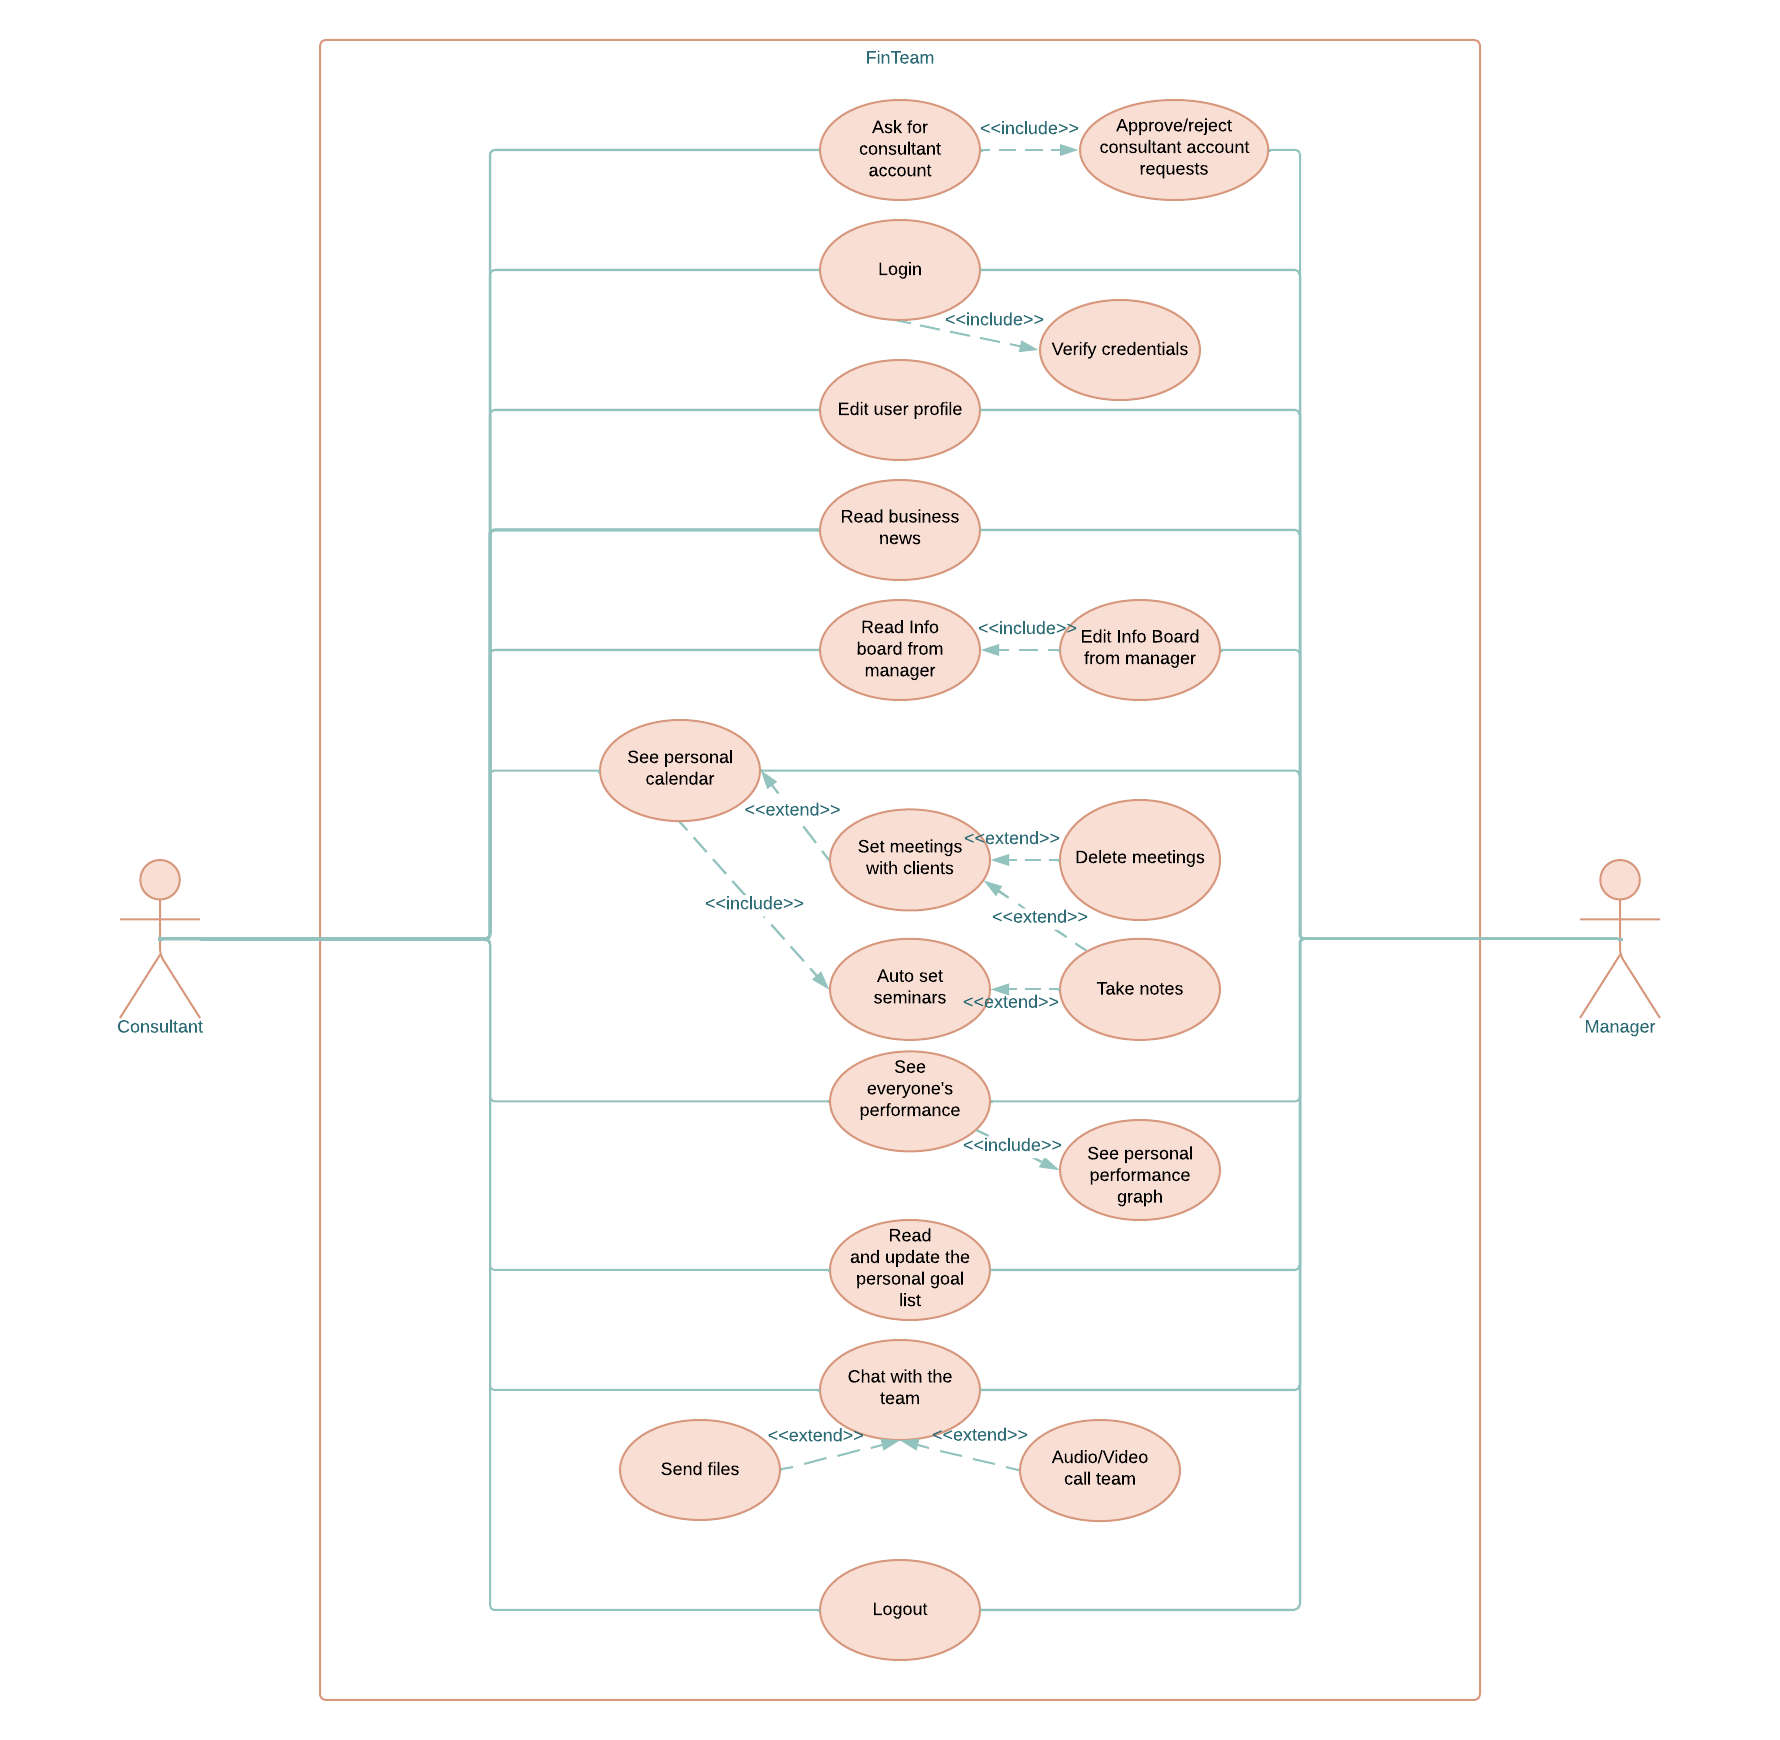 FinTeam
Ask for
consultant
account
<<include>>
Approve/reject
consultant account
requests
Login
<<include>>
Verify credentials
Edit user profile
Read business
news
Read Info
board from
manager
<<include>>
Edit Info Board
from manager
See personal
calendar
<<extend>>
Set meetings
with clients
<<extend>>
Delete meetings
<<include>>
<<extend>>
Auto set
seminars
<<extend>>
Take notes
Consultant
Manager
See
everyone's
performance
<<include>>
See personal
performance
graph
Read
and update the
personal goal
list
Chat with the
team
<<extend>>
<<extend>>
Send files
Audio/Video
call team
Logout